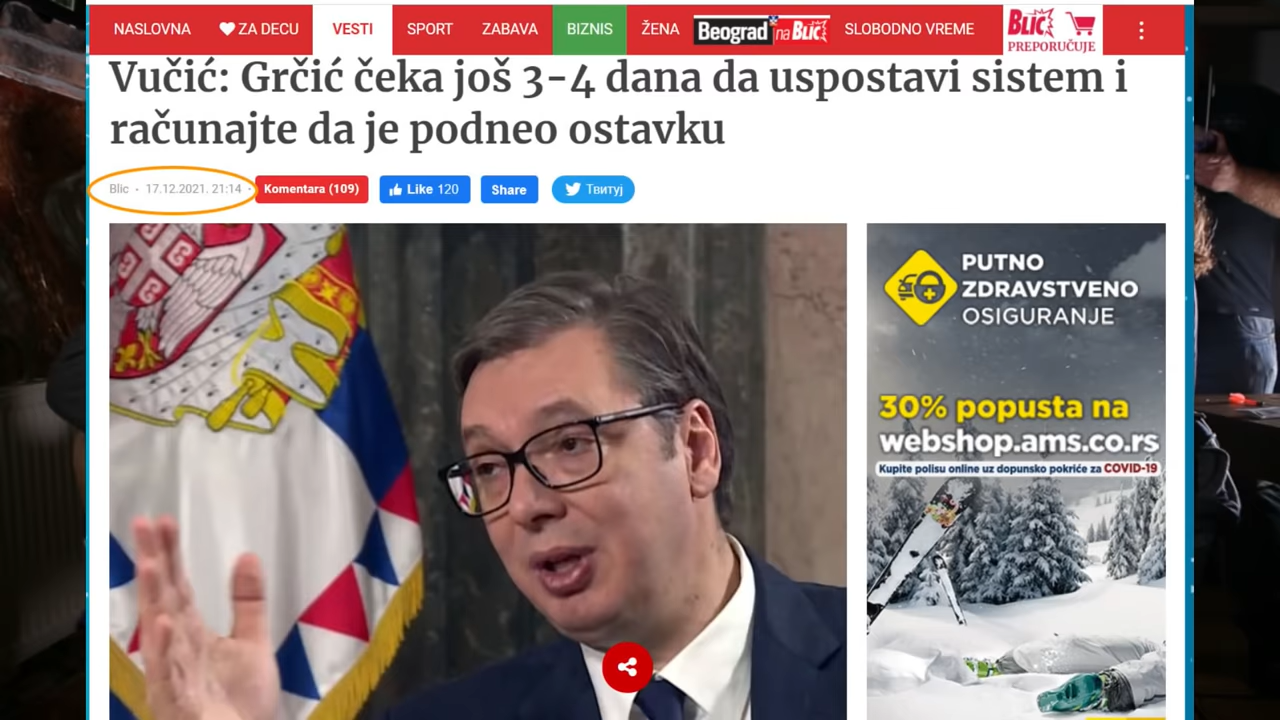 NASLOVNA ZA DECU VESTI SPORT ZABAVA BIZNIS ŽENA Beograd na Blic SLOBODNO VREME Blic PREPORUČUJE
Vučić: Grčić čeka još 3-4 dana da uspostavi sistem i
računajte da je podneo ostavku
Blic • 17.12.2021. 21:14 • Komentara (109) Like 120 Share Твитуј
PUTNO
ZDRAVSTVENO
OSIGURANJE
30% popusta na
webshop.ams.co.rs
Kupite polisu online uz dopunsko pokriće za COVID-19